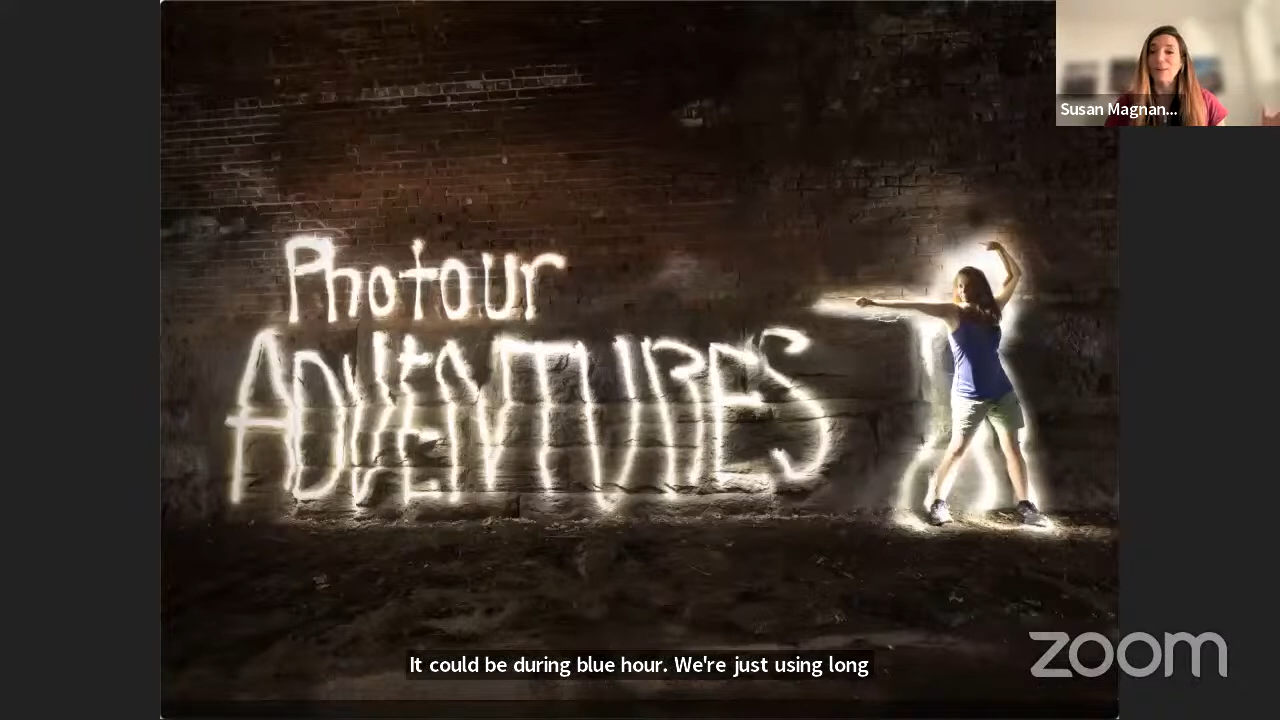 Susan Magnan...
Photour
ADVENTURES
It could be during blue hour. We're just using long
zoom